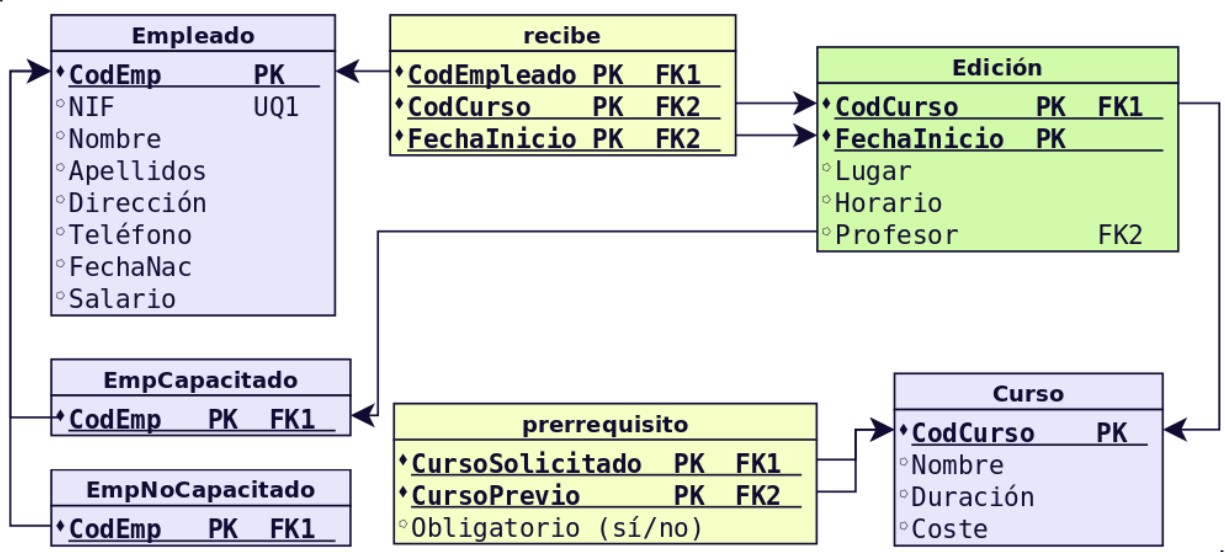 Empleado
CodEmp PK
NIF UQ1
Nombre
Apellidos
Dirección
Teléfono
FechaNac
Salario
recibe
CodEmpleado PK FK1
CodCurso PK FK2
FechaInicio PK FK2
Edición
CodCurso PK FK1
FechaInicio PK
Lugar
Horario
Profesor FK2
EmpCapacitado
CodEmp PK FK1
EmpNoCapacitado
CodEmp PK FK1
prerrequisito
CursoSolicitado PK FK1
CursoPrevio PK FK2
Obligatorio (sí/no)
Curso
CodCurso PK
Nombre
Duración
Coste